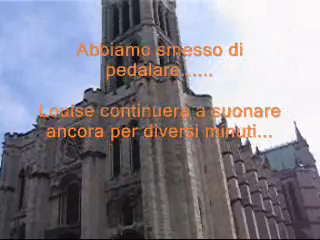 Abbiamo smesso di
pedalare.......
Louise continuerà a suonare
ancora per diversi minuti...